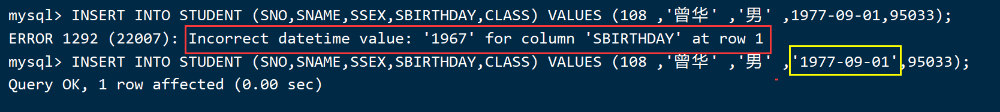 mysql> INSERT INTO STUDENT (SNO,SNAME,SSEX,SBIRTHDAY,CLASS) VALUES (108 ,'曾华' ,'男' ,1977-09-01,95033);
ERROR 1292 (22007): Incorrect datetime value: '1967' for column 'SBIRTHDAY' at row 1
mysql> INSERT INTO STUDENT (SNO,SNAME,SSEX,SBIRTHDAY,CLASS) VALUES (108 ,'曾华' ,'男' ,'1977-09-01',95033);
Query OK, 1 row affected (0.00 sec)